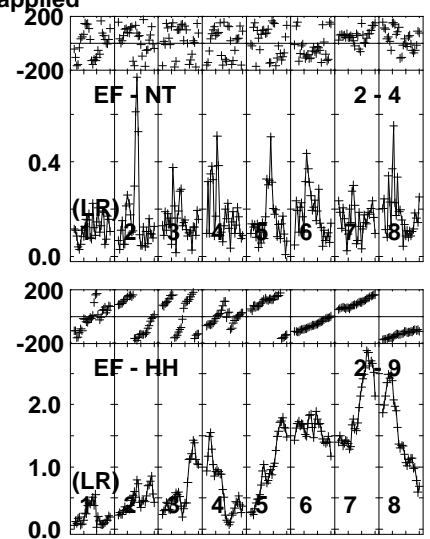 applied
200
-200
EF - NT 2 - 4
0.4
(LR)
1 2 3 4 5 6 7 8
0.0
200
-200
EF - HH 2 - 9
2.0
1.0
(LR)
1 2 3 4 5 6 7 8
0.0